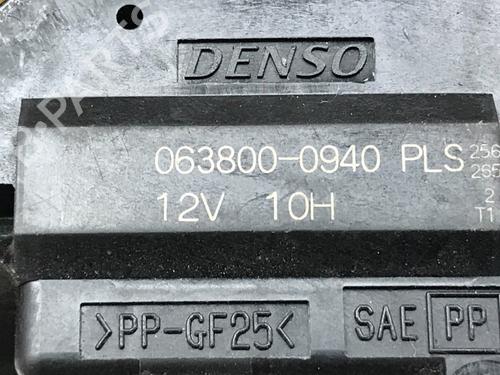 DENSO
063800-0940 PLS 256
265
12V 10H 2
T1
>PP-GF25< SAE PP